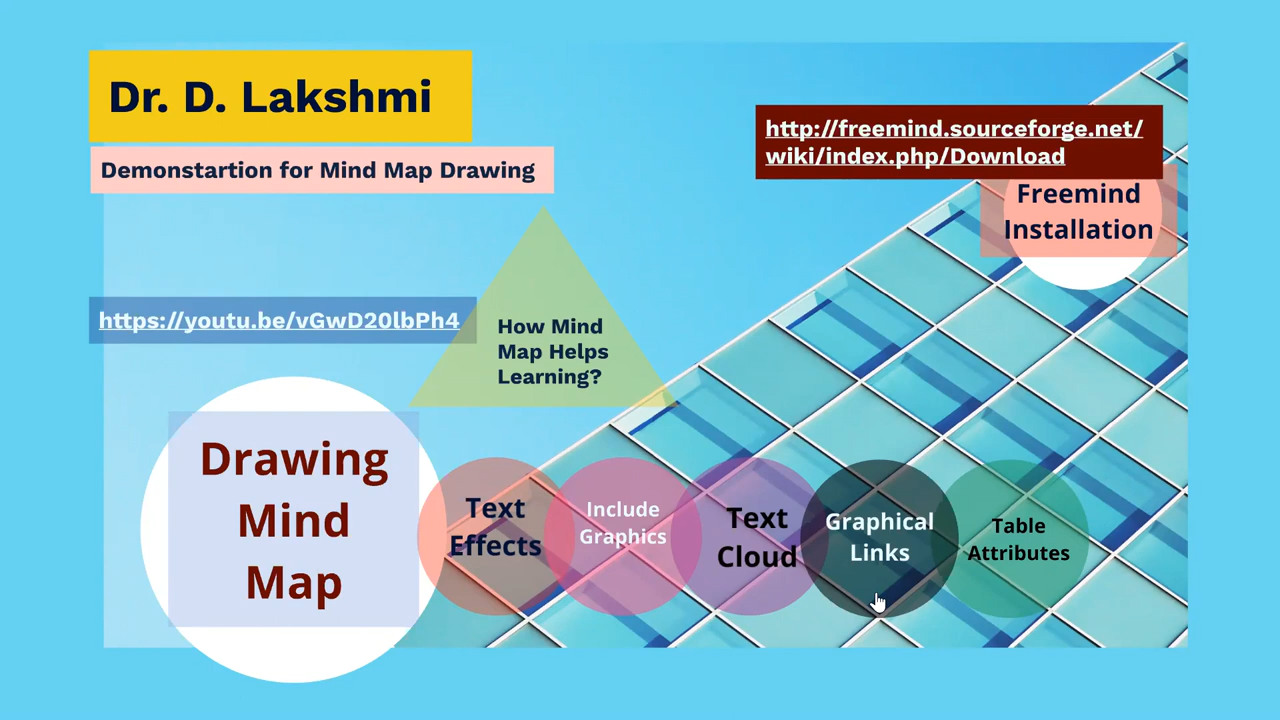 Dr. D. Lakshmi
Demonstartion for Mind Map Drawing
http://freemind.sourceforge.net/
wiki/index.php/Download
Freemind
Installation
https://youtu.be/vGwD20lbPh4
How Mind
Map Helps
Learning?
Drawing
Mind
Map
Text
Effects
Include
Graphics
Text
Cloud
Graphical
Links
Table
Attributes